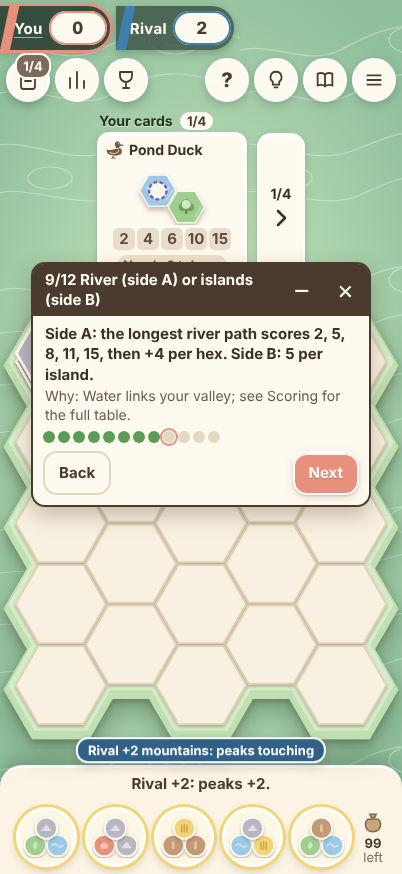 You 0 Rival 2
1/4
?
Your cards 1/4
Pond Duck
1/4
2 4 6 10 15
9/12 River (side A) or islands
(side B)
Side A: the longest river path scores 2, 5,
8, 11, 15, then +4 per hex. Side B: 5 per
island.
Why: Water links your valley; see Scoring for
the full table.
Back Next
Rival +2 mountains: peaks touching
Rival +2: peaks +2.
99
left